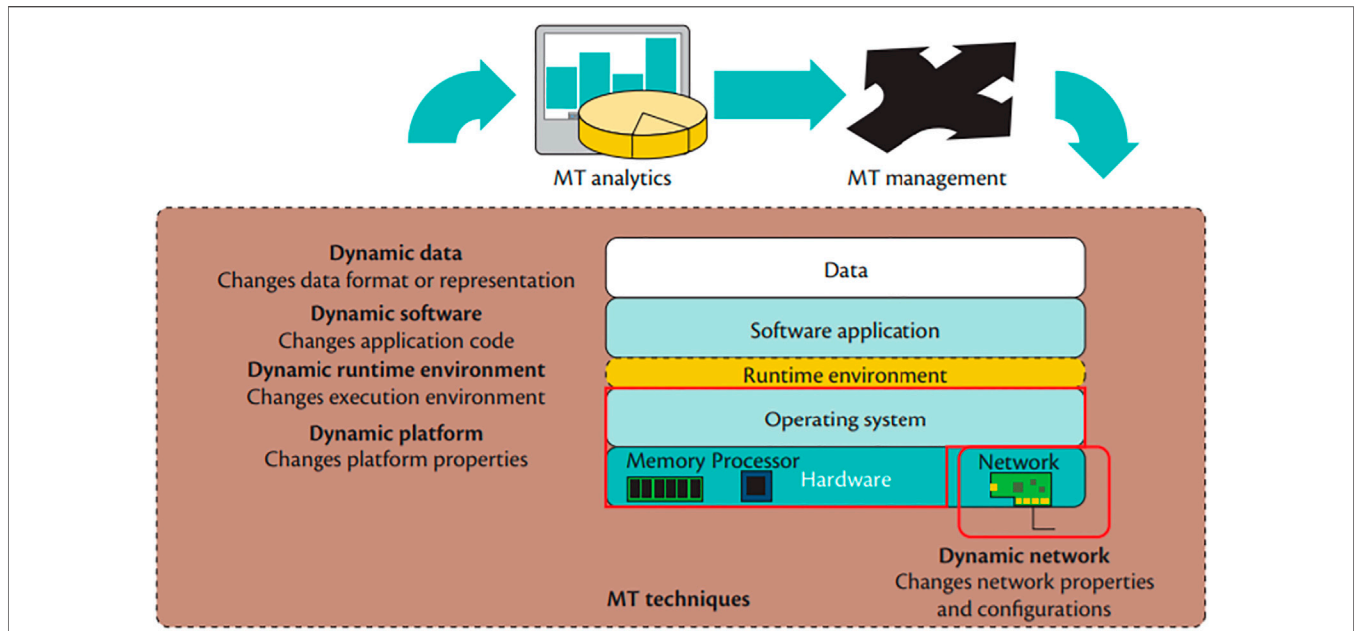 MT analytics
MT management
Dynamic data
Changes data format or representation
Data
Dynamic software
Changes application code
Software application
Dynamic runtime environment
Changes execution environment
Runtime environment
Dynamic platform
Changes platform properties
Operating system
Memory Processor
Hardware
Network
Dynamic network
Changes network properties
and configurations
MT techniques